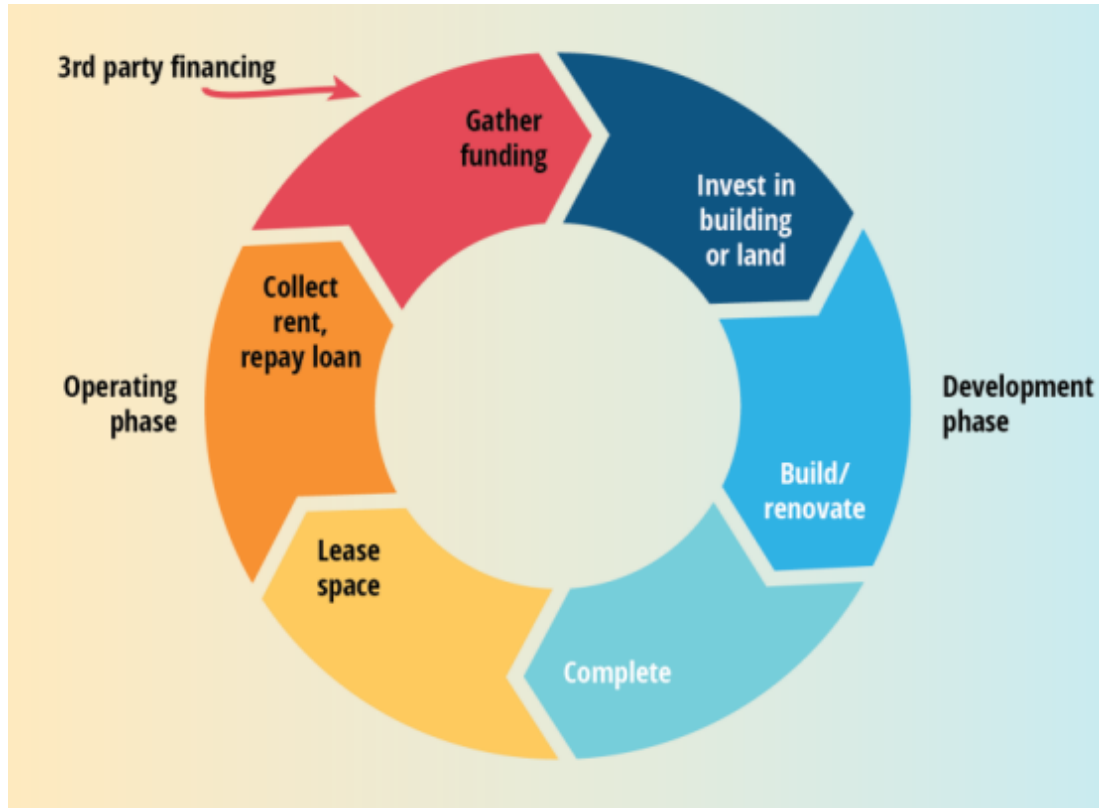 3rd party financing
Gather
funding
Invest in
building
or land
Collect
rent,
repay loan
Operating
phase
Development
phase
Build/
renovate
Lease
space
Complete